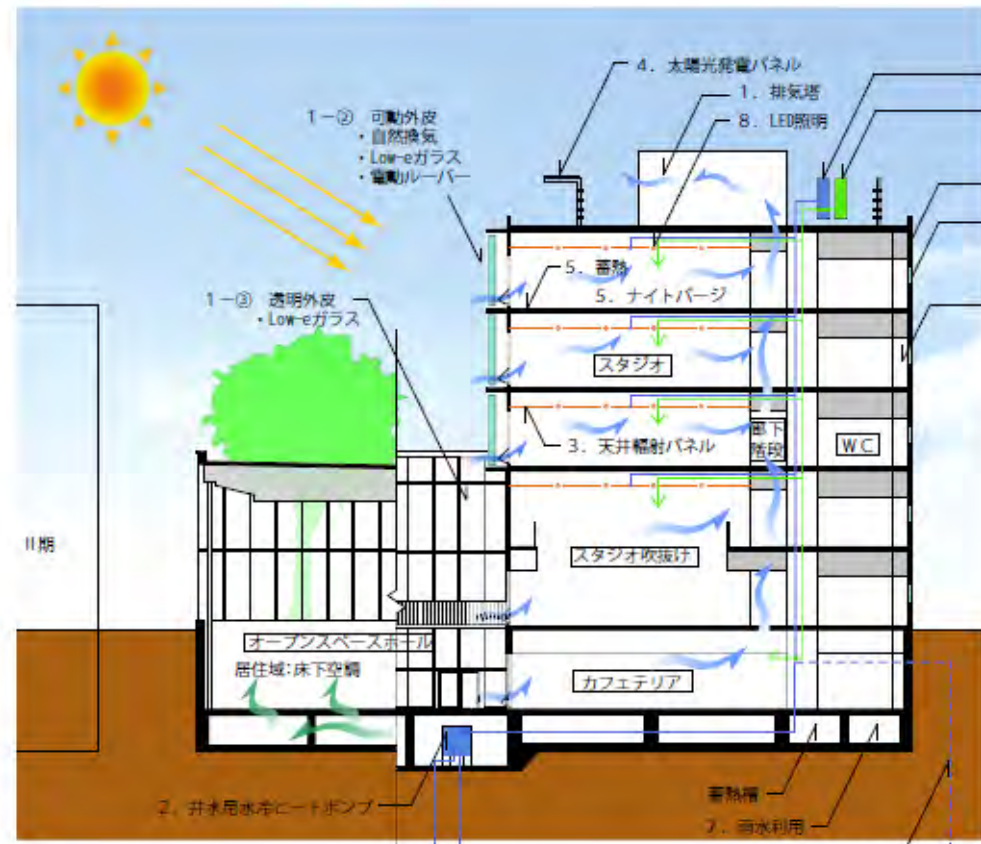 4．太陽光発電パネル
1．排気塔
8．LED照明
1－② 可動外皮
・自然換気
・Low-eガラス
・電動ルーバー
5．蓄熱
5．ナイトパージ
1－③ 透明外皮
・Low-eガラス
スタジオ
3．天井輻射パネル
廊下
階段
WC
Ⅱ期
スタジオ吹抜け
オープンスペースホール
居住域:床下空調
カフェテリア
2．井水用水冷ヒートポンプ
蓄熱槽
7．雨水利用